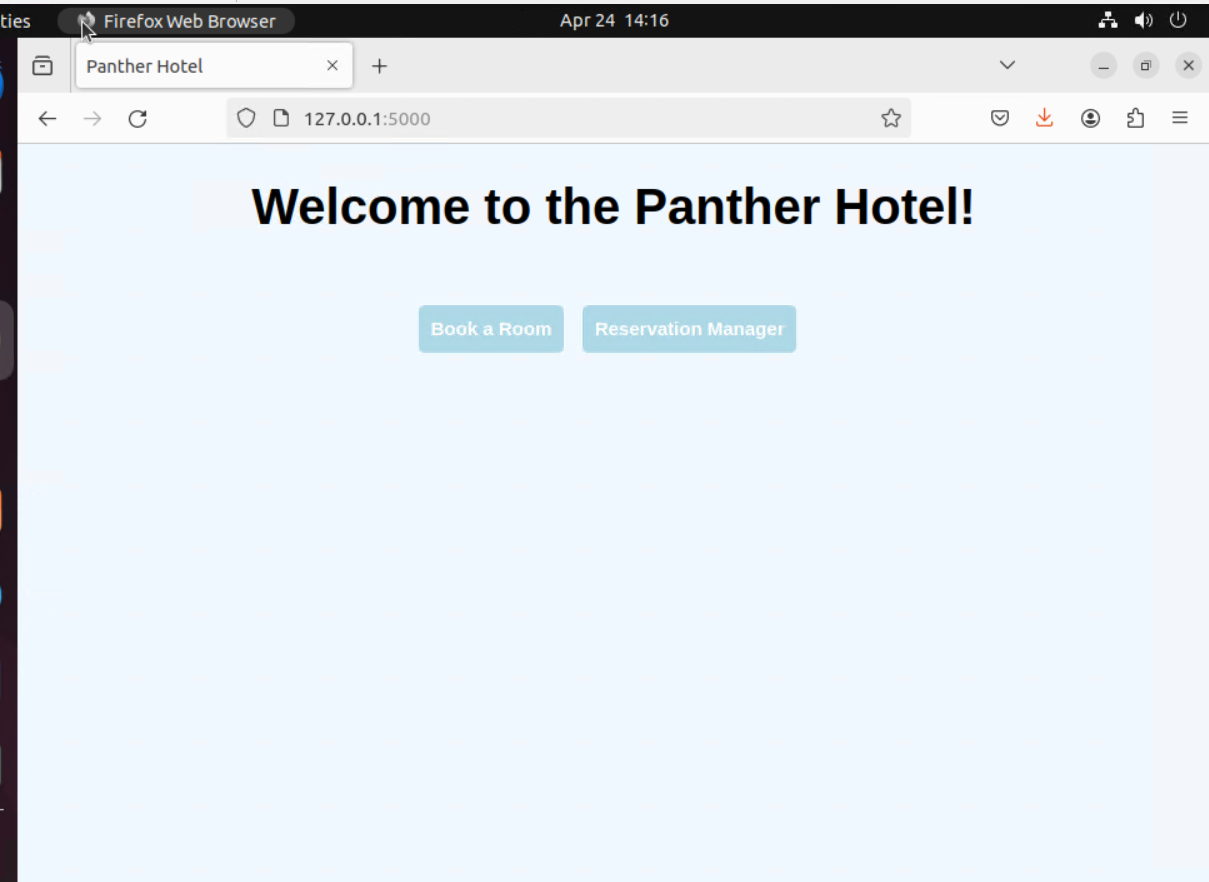 ties Firefox Web Browser Apr 24 14:16
Panther Hotel
127.0.0.1:5000
Welcome to the Panther Hotel!
Book a Room Reservation Manager